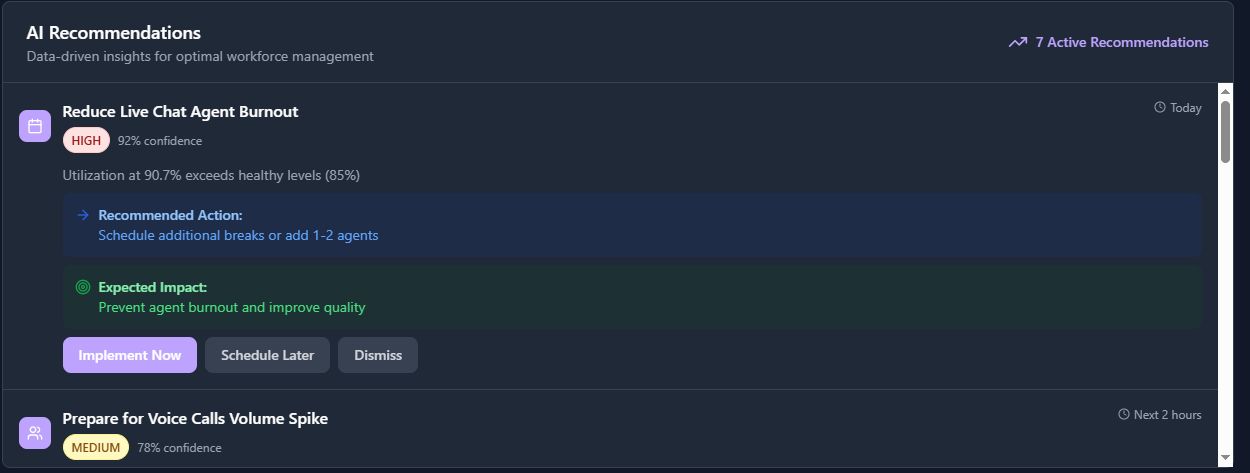 AI Recommendations
Data-driven insights for optimal workforce management
7 Active Recommendations
Reduce Live Chat Agent Burnout
Today
HIGH
92% confidence
Utilization at 90.7% exceeds healthy levels (85%)
Recommended Action:
Schedule additional breaks or add 1-2 agents
Expected Impact:
Prevent agent burnout and improve quality
Implement Now
Schedule Later
Dismiss
Prepare for Voice Calls Volume Spike
Next 2 hours
MEDIUM
78% confidence